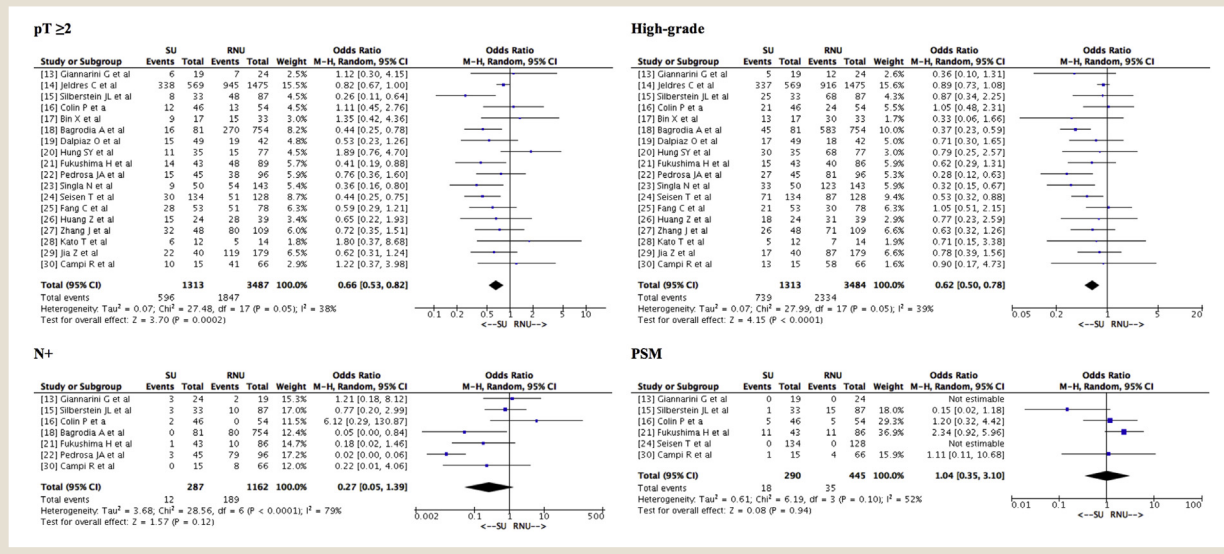 pT ≥2
SU RNU Odds Ratio Odds Ratio
Study or Subgroup Events Total Events Total Weight M-H, Random, 95% CI M-H, Random, 95% CI
[13] Giannarini G et al 6 19 7 24 2.5% 1.12 [0.30, 4.15]
[14] Jeldres C et al 338 569 945 1475 15.5% 0.82 [0.67, 1.00]
[15] Silberstein JL et al 8 33 48 87 4.7% 0.26 [0.11, 0.64]
[16] Colin P et a 12 46 13 54 4.6% 1.11 [0.45, 2.76]
[17] Bin X et al 9 17 15 33 3.0% 1.35 [0.42, 4.36]
[18] Bagrodia A et al 16 81 270 754 8.3% 0.44 [0.25, 0.78]
[19] Dalpiaz O et al 15 49 19 42 4.9% 0.53 [0.23, 1.26]
[20] Hung SY et al 11 35 15 77 4.6% 1.89 [0.76, 4.70]
[21] Fukushima H et al 14 43 48 89 5.9% 0.41 [0.19, 0.88]
[22] Pedrosa JA et al 15 45 38 96 6.0% 0.76 [0.36, 1.60]
[23] Singla N et al 9 50 54 143 5.6% 0.36 [0.16, 0.80]
[24] Seisen T et al 30 134 51 128 8.7% 0.44 [0.25, 0.75]
[25] Fang C et al 28 53 51 78 6.4% 0.59 [0.29, 1.21]
[26] Huang Z et al 15 24 28 39 3.6% 0.65 [0.22, 1.93]
[27] Zhang J et al 32 48 80 109 6.3% 0.72 [0.35, 1.51]
[28] Kato T et al 6 12 5 14 1.8% 1.80 [0.37, 8.68]
[29] Jia Z et al 22 40 119 179 6.7% 0.62 [0.31, 1.24]
[30] Campi R et al 10 15 41 66 2.9% 1.22 [0.37, 3.98]
Total (95% CI) 1313 3487 100.0% 0.66 [0.53, 0.82]
Total events 596 1847
Heterogeneity: Tau² = 0.07; Chi² = 27.48, df = 17 (P = 0.05); I² = 38%
Test for overall effect: Z = 3.70 (P = 0.0002)
0.1 0.2 0.5 1 2 5 10
<--SU RNU-->
High-grade
SU RNU Odds Ratio Odds Ratio
Study or Subgroup Events Total Events Total Weight M-H, Random, 95% CI M-H, Random, 95% CI
[13] Giannarini G et al 5 19 12 24 2.6% 0.36 [0.10, 1.31]
[14] Jeldres C et al 337 569 916 1475 15.6% 0.89 [0.73, 1.08]
[15] Silberstein JL et al 25 33 68 87 4.3% 0.87 [0.34, 2.25]
[16] Colin P et a 21 46 24 54 5.5% 1.05 [0.48, 2.31]
[17] Bin X et al 13 17 30 33 1.7% 0.33 [0.06, 1.66]
[18] Bagrodia A et al 45 81 583 754 10.0% 0.37 [0.23, 0.59]
[19] Dalpiaz O et al 17 49 18 42 4.9% 0.71 [0.30, 1.65]
[20] Hung SY et al 30 35 68 77 3.0% 0.79 [0.25, 2.57]
[21] Fukushima H et al 15 43 40 86 5.9% 0.62 [0.29, 1.31]
[22] Pedrosa JA et al 27 45 81 96 5.3% 0.28 [0.12, 0.63]
[23] Singla N et al 33 50 123 143 5.8% 0.32 [0.15, 0.67]
[24] Seisen T et al 71 134 87 128 9.3% 0.53 [0.32, 0.88]
[25] Fang C et al 21 53 30 78 6.4% 1.05 [0.51, 2.15]
[26] Huang Z et al 18 24 31 39 2.9% 0.77 [0.23, 2.59]
[27] Zhang J et al 26 48 71 109 6.7% 0.63 [0.32, 1.26]
[28] Kato T et al 5 12 7 14 1.8% 0.71 [0.15, 3.38]
[29] Jia Z et al 17 40 87 179 6.6% 0.78 [0.39, 1.56]
[30] Campi R et al 13 15 58 66 1.6% 0.90 [0.17, 4.73]
Total (95% CI) 1313 3484 100.0% 0.62 [0.50, 0.78]
Total events 739 2334
Heterogeneity: Tau² = 0.07; Chi² = 27.99, df = 17 (P = 0.05); I² = 39%
Test for overall effect: Z = 4.15 (P < 0.0001)
0.05 0.2 1 5 20
<--SU RNU-->
N+
SU RNU Odds Ratio Odds Ratio
Study or Subgroup Events Total Events Total Weight M-H, Random, 95% CI M-H, Random, 95% CI
[13] Giannarini G et al 3 24 2 19 15.3% 1.21 [0.18, 8.12]
[15] Silberstein JL et al 3 33 10 87 17.0% 0.77 [0.20, 2.99]
[16] Colin P et a 2 46 0 54 11.3% 6.12 [0.29, 130.87]
[18] Bagrodia A et al 0 81 80 754 12.4% 0.05 [0.00, 0.84]
[21] Fukushima H et al 1 43 10 86 14.5% 0.18 [0.02, 1.46]
[22] Pedrosa JA et al 3 45 79 96 17.3% 0.02 [0.00, 0.06]
[30] Campi R et al 0 15 8 66 12.0% 0.22 [0.01, 4.06]
Total (95% CI) 287 1162 100.0% 0.27 [0.05, 1.39]
Total events 12 189
Heterogeneity: Tau² = 3.68; Chi² = 28.56, df = 6 (P < 0.0001); I² = 79%
Test for overall effect: Z = 1.57 (P = 0.12)
0.002 0.1 1 10 500
<--SU RNU-->
PSM
SU RNU Odds Ratio Odds Ratio
Study or Subgroup Events Total Events Total Weight M-H, Random, 95% CI M-H, Random, 95% CI
[13] Giannarini G et al 0 19 0 24 Not estimable
[15] Silberstein JL et al 1 33 15 87 18.0% 0.15 [0.02, 1.18]
[16] Colin P et a 5 46 5 54 29.3% 1.20 [0.32, 4.42]
[21] Fukushima H et al 11 43 11 86 36.9% 2.34 [0.92, 5.96]
[24] Seisen T et al 0 134 0 128 Not estimable
[30] Campi R et al 1 15 4 66 15.9% 1.11 [0.11, 10.68]
Total (95% CI) 290 445 100.0% 1.04 [0.35, 3.10]
Total events 18 35
Heterogeneity: Tau² = 0.61; Chi² = 6.19, df = 3 (P = 0.10); I² = 52%
Test for overall effect: Z = 0.08 (P = 0.94)
0.01 0.1 1 10 100
<--SU RNU-->